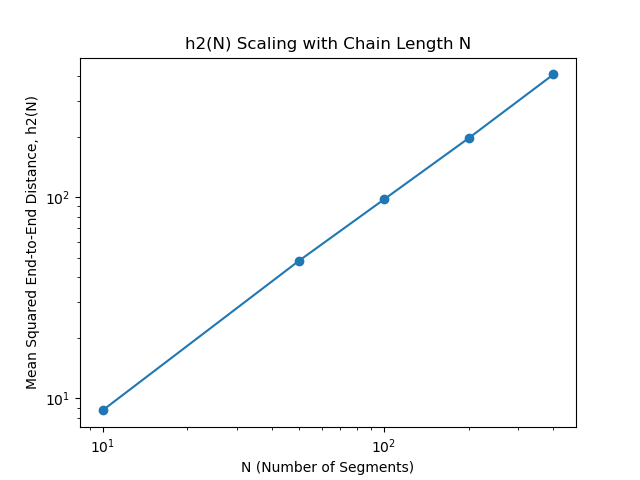 h2(N) Scaling with Chain Length N
Mean Squared End-to-End Distance, h2(N)
10²
10¹
10¹
10²
N (Number of Segments)